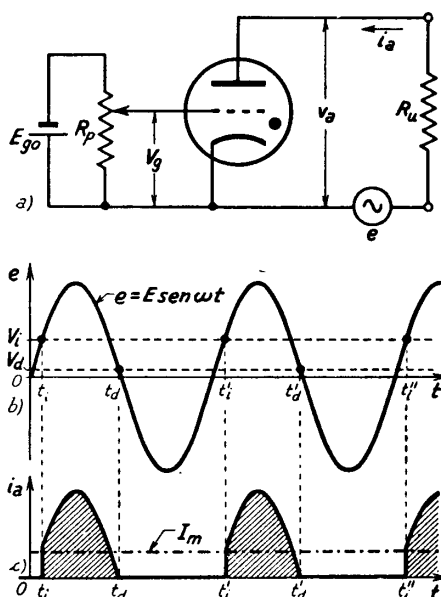 i_a
E_go
R_p
V_g
v_a
R_u
a)
e
e
e = E sen ωt
V_i
V_d
0
t_i
t_d
t'_i
t'_d
t''_i
t
b)
i_a
I_m
c)
0
t_i
t_d
t'_i
t'_d
t''_i
t